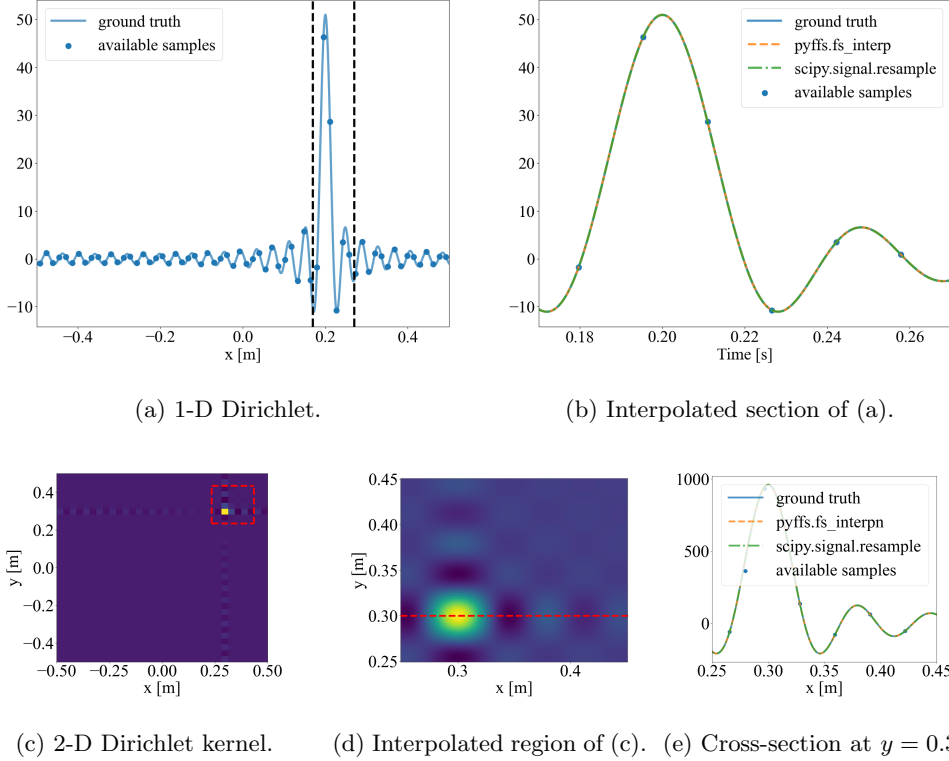 ground truth
available samples
50
40
30
20
10
0
−10
−0.4
−0.2
0.0
0.2
0.4
x [m]
ground truth
pyffs.fs_interp
scipy.signal.resample
available samples
50
40
30
20
10
0
−10
0.18
0.20
0.22
0.24
0.26
Time [s]
(a) 1-D Dirichlet.
(b) Interpolated section of (a).
y [m]
0.4
0.2
0.0
−0.2
−0.4
−0.50
−0.25
0.00
0.25
0.50
x [m]
y [m]
0.45
0.40
0.35
0.30
0.25
0.3
0.4
x [m]
ground truth
pyffs.fs_interpn
scipy.signal.resample
available samples
1000
500
0
0.25
0.30
0.35
0.40
0.45
x [m]
(c) 2-D Dirichlet kernel.
(d) Interpolated region of (c).
(e) Cross-section at y = 0.